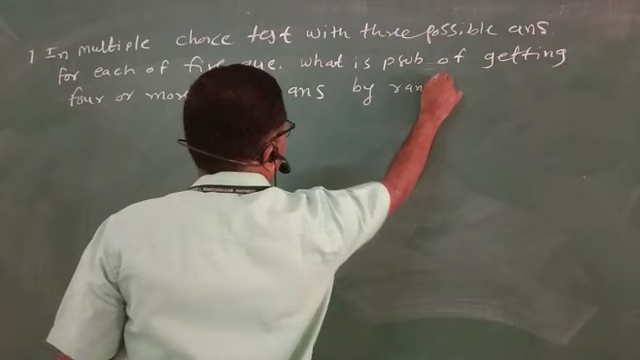 1 In multiple choice test with three possible ans
for each of five que. what is prob of getting
four or more ans by ran